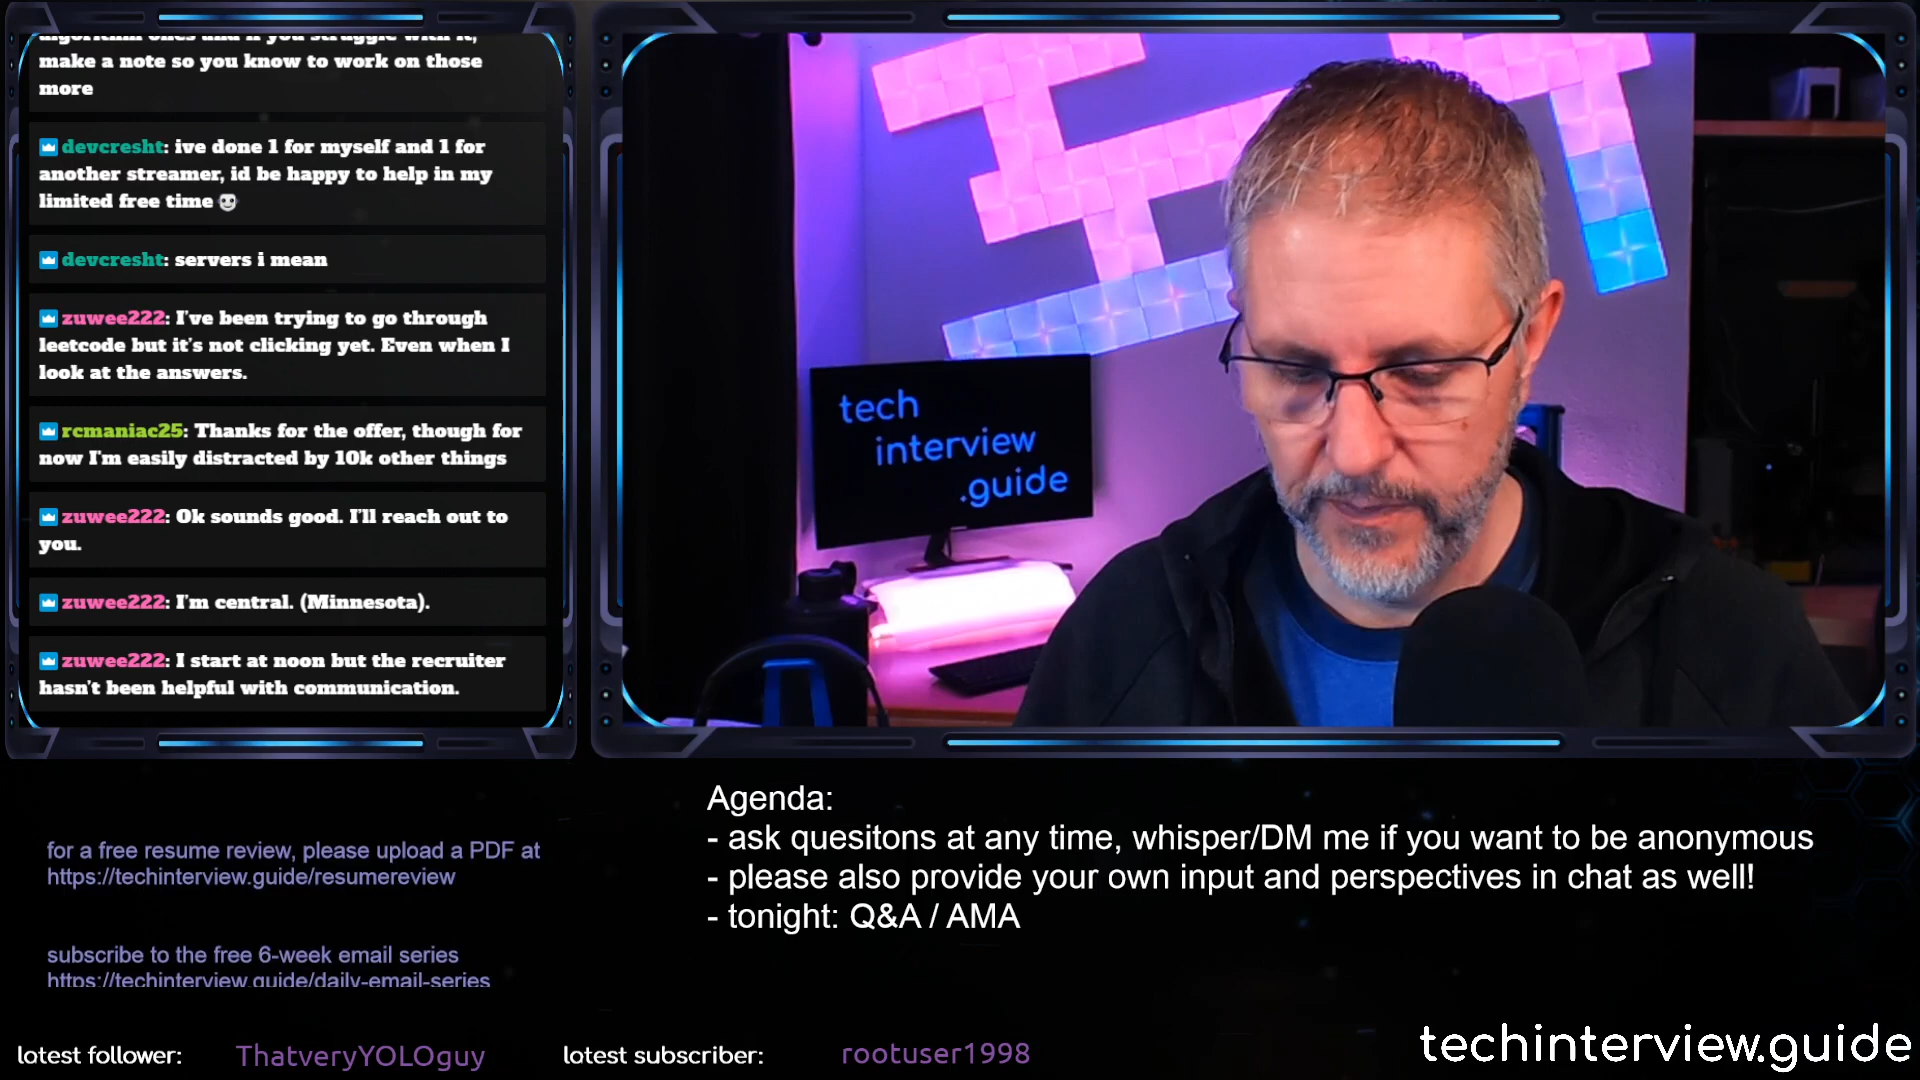 algorithm ones and if you struggle with it,
make a note so you know to work on those
more
devcresht: ive done 1 for myself and 1 for
another streamer, id be happy to help in my
limited free time
devcresht: servers i mean
zuwee222: I've been trying to go through
leetcode but it's not clicking yet. Even when I
look at the answers.
rcmaniac25: Thanks for the offer, though for
now I'm easily distracted by 10k other things
zuwee222: Ok sounds good. I'll reach out to
you.
zuwee222: I'm central. (Minnesota).
zuwee222: I start at noon but the recruiter
hasn't been helpful with communication.
tech
interview
.guide
Agenda:
- ask quesitons at any time, whisper/DM me if you want to be anonymous
- please also provide your own input and perspectives in chat as well!
- tonight: Q&A / AMA
for a free resume review, please upload a PDF at
https://techinterview.guide/resumereview
subscribe to the free 6-week email series
https://techinterview.guide/daily-email-series
latest follower: ThatveryYOLOguy
latest subscriber: rootuser1998
techinterview.guide